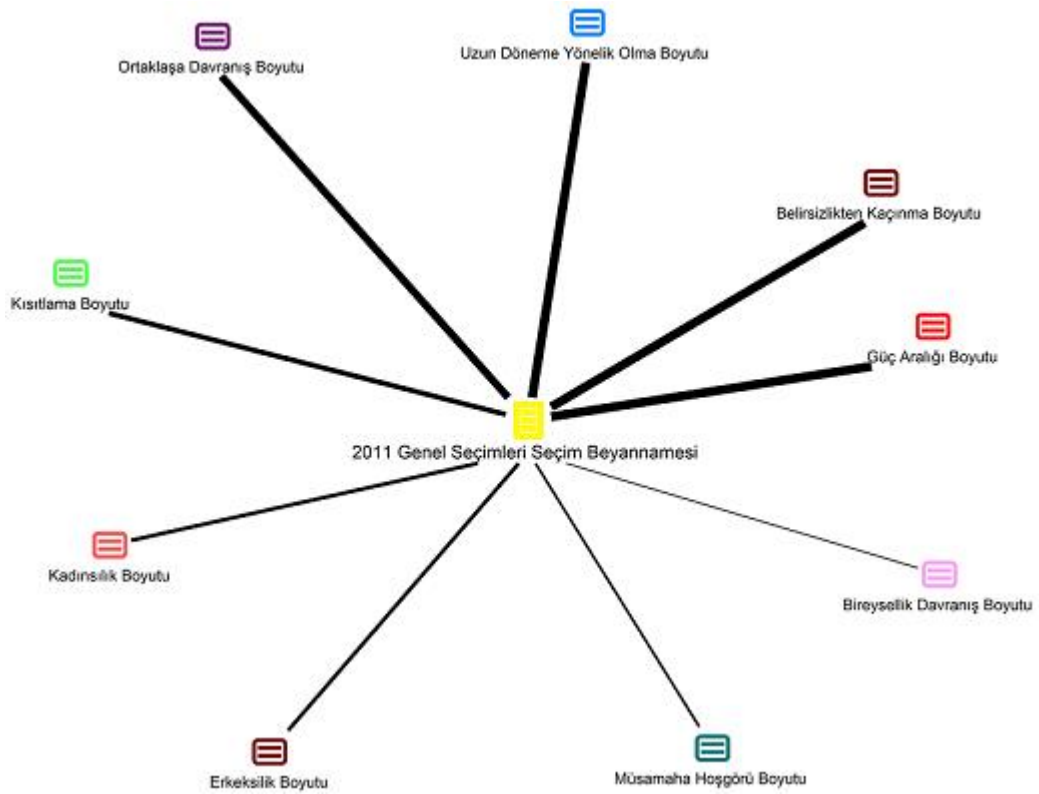 Uzun Döneme Yönelik Olma Boyutu
Ortaklaşa Davranış Boyutu
Belirsizlikten Kaçınma Boyutu
Kısıtlama Boyutu
Güç Aralığı Boyutu
2011 Genel Seçimleri Seçim Beyannamesi
Kadınsılık Boyutu
Bireysellik Davranış Boyutu
Erkeksilik Boyutu
Müsamaha Hoşgörü Boyutu